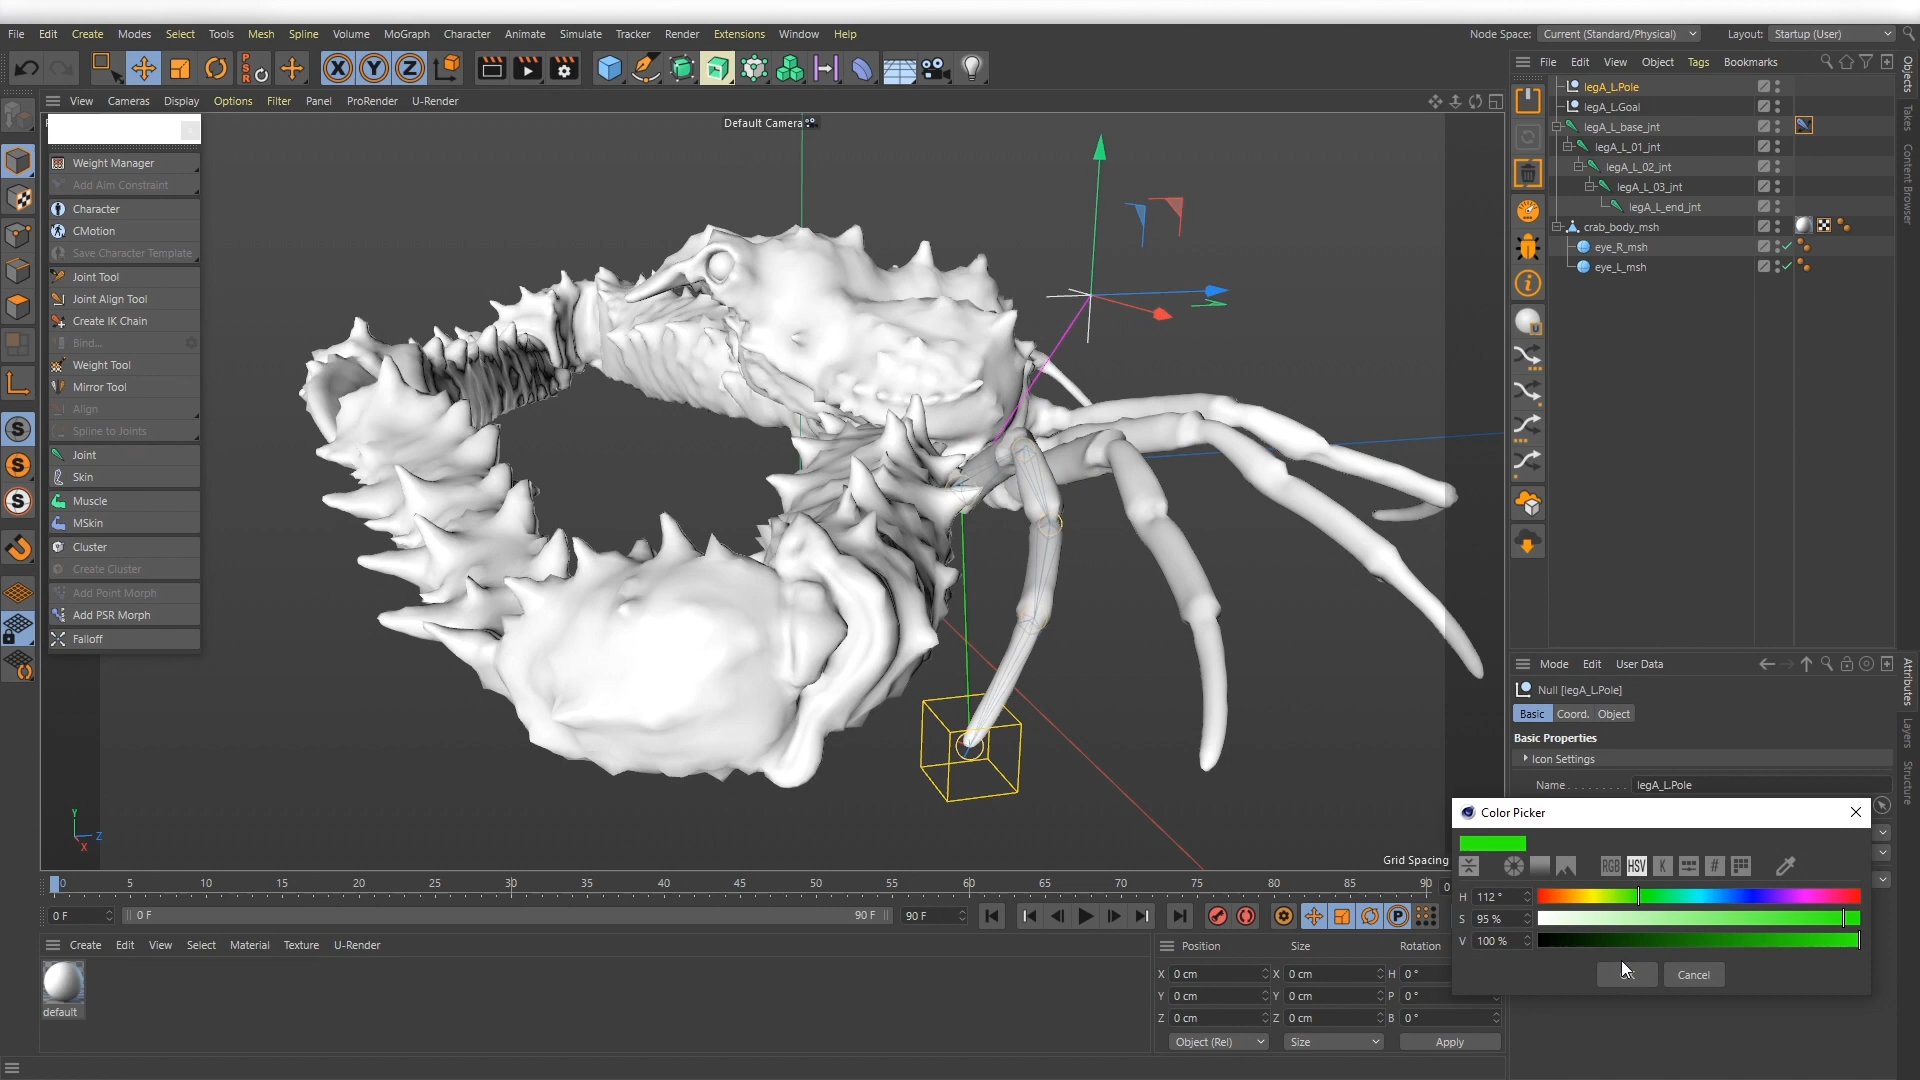 File Edit Create Modes Select Tools Mesh Spline Volume MoGraph Character Animate Simulate Tracker Render Extensions Window Help
Node Space: Current (Standard/Physical) Layout: Startup (User)
View Cameras Display Options Filter Panel ProRender U-Render
Default Camera
Weight Manager
Add Aim Constraint
Character
CMotion
Save Character Template
Joint Tool
Joint Align Tool
Create IK Chain
Bind...
Weight Tool
Mirror Tool
Align
Spline to Joints
Joint
Skin
Muscle
MSkin
Cluster
Create Cluster
Add Point Morph
Add PSR Morph
Falloff
Y
Z
X
Grid Spacing
File Edit View Object Tags Bookmarks
legA_L.Pole
legA_L.Goal
legA_L_base_jnt
legA_L_01_jnt
legA_L_02_jnt
legA_L_03_jnt
legA_L_end_jnt
crab_body_msh
eye_R_msh
eye_L_msh
Objects
Takes
Content Browser
Attributes
Layers
Structure
Mode Edit User Data
Null [legA_L.Pole]
Basic Coord. Object
Basic Properties
Icon Settings
Name . . . . . . . . . legA_L.Pole
Color Picker
RGB HSV K #
H 112 °
S 95 %
V 100 %
Cancel
0 5 10 15 20 25 30 35 40 45 50 55 60 65 70 75 80 85 90 0
0 F 0 F 90 F 90 F
Create Edit View Select Material Texture U-Render
default
Position Size Rotation
X 0 cm X 0 cm H 0 °
Y 0 cm Y 0 cm P 0 °
Z 0 cm Z 0 cm B 0 °
Object (Rel) Size Apply